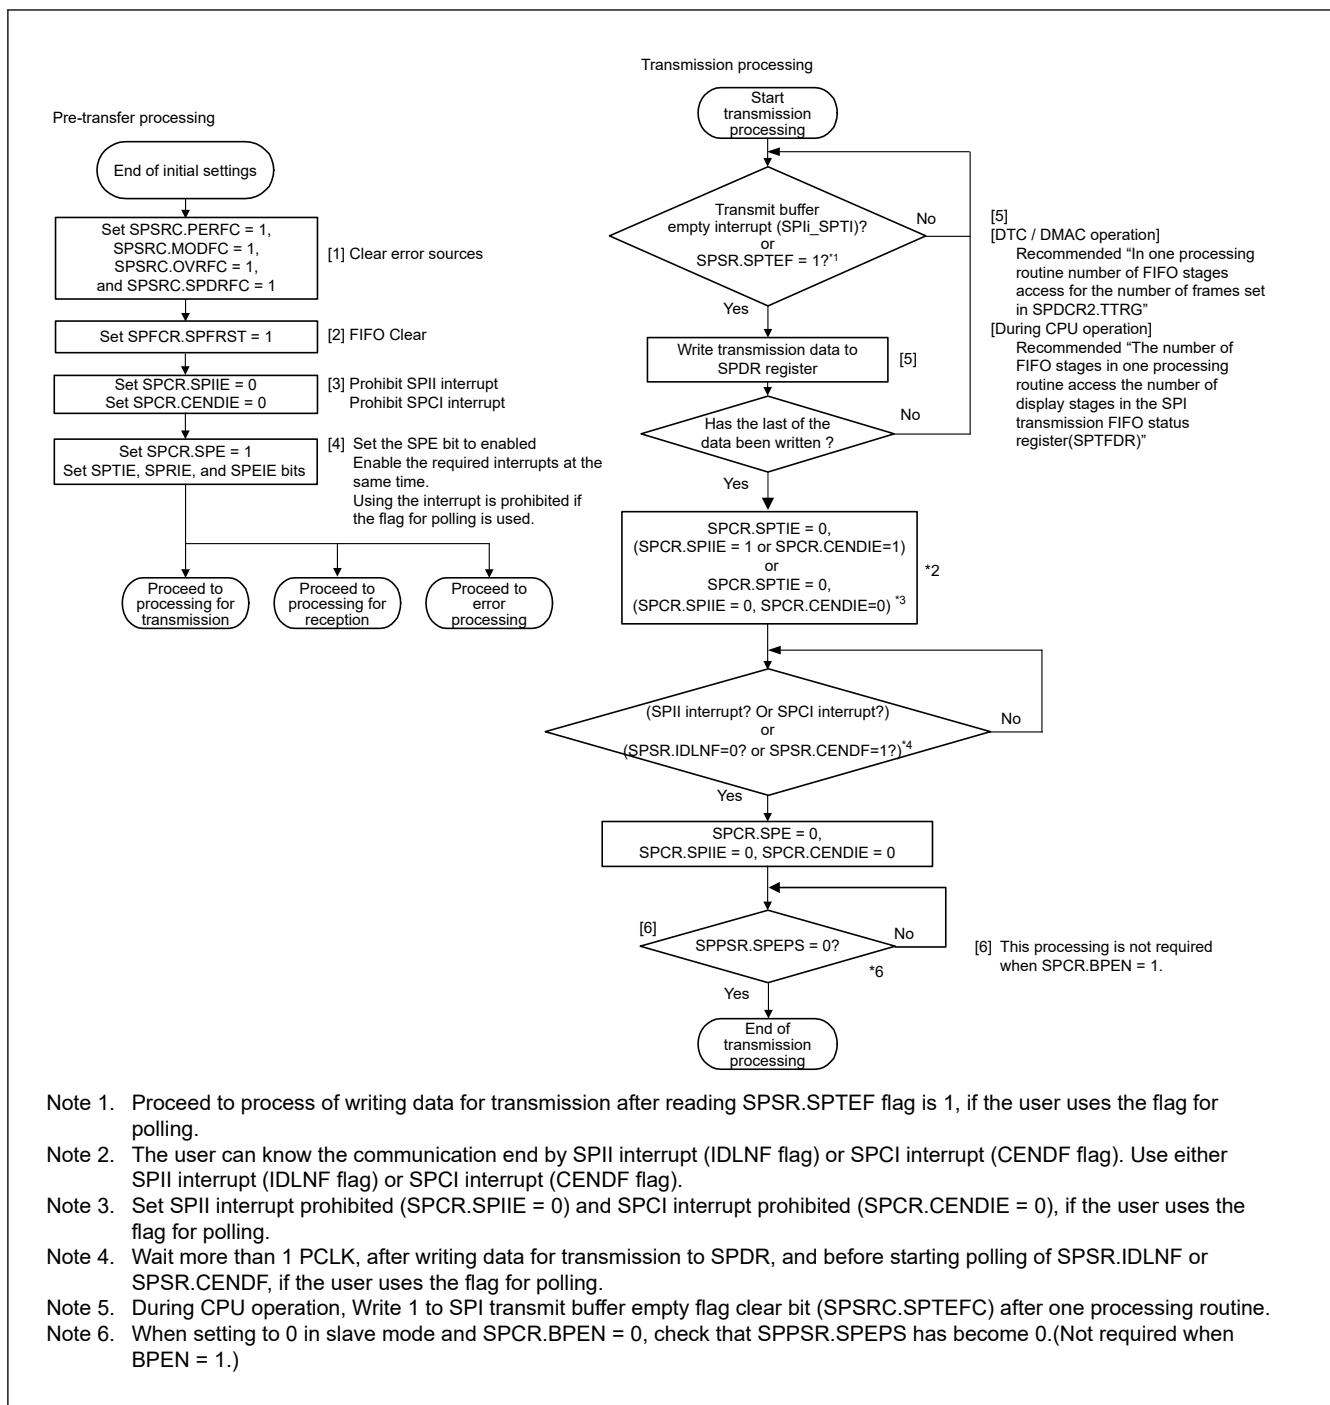 Pre-transfer processing
End of initial settings
Set SPSRC.PERFC = 1,
SPSRC.MODFC = 1,
SPSRC.OVRFC = 1,
and SPSRC.SPDRFC = 1
[1] Clear error sources
Set SPFCR.SPFRST = 1
[2] FIFO Clear
Set SPCR.SPIIE = 0
Set SPCR.CENDIE = 0
[3] Prohibit SPII interrupt
Prohibit SPCI interrupt
Set SPCR.SPE = 1
Set SPTIE, SPRIE, and SPEIE bits
[4] Set the SPE bit to enabled
Enable the required interrupts at the
same time.
Using the interrupt is prohibited if
the flag for polling is used.
Proceed to
processing for
transmission
Proceed to
processing for
reception
Proceed to
error
processing
Transmission processing
Start
transmission
processing
Transmit buffer
empty interrupt (SPIi_SPTI)?
or
SPSR.SPTEF = 1?*1
No
Yes
Write transmission data to
SPDR register
[5]
Has the last of the
data been written ?
No
Yes
[5]
[DTC / DMAC operation]
Recommended “In one processing
routine number of FIFO stages
access for the number of frames set
in SPDCR2.TTRG”
[During CPU operation]
Recommended “The number of
FIFO stages in one processing
routine access the number of
display stages in the SPI
transmission FIFO status
register(SPTFDR)”
SPCR.SPTIE = 0,
(SPCR.SPIIE = 1 or SPCR.CENDIE=1)
or
SPCR.SPTIE = 0,
(SPCR.SPIIE = 0, SPCR.CENDIE=0) *3
*2
(SPII interrupt? Or SPCI interrupt?)
or
(SPSR.IDLNF=0? or SPSR.CENDF=1?)*4
No
Yes
SPCR.SPE = 0,
SPCR.SPIIE = 0, SPCR.CENDIE = 0
[6]
SPPSR.SPEPS = 0?
No
*6
Yes
[6] This processing is not required
when SPCR.BPEN = 1.
End of
transmission
processing
Note 1. Proceed to process of writing data for transmission after reading SPSR.SPTEF flag is 1, if the user uses the flag for
polling.
Note 2. The user can know the communication end by SPII interrupt (IDLNF flag) or SPCI interrupt (CENDF flag). Use either
SPII interrupt (IDLNF flag) or SPCI interrupt (CENDF flag).
Note 3. Set SPII interrupt prohibited (SPCR.SPIIE = 0) and SPCI interrupt prohibited (SPCR.CENDIE = 0), if the user uses the
flag for polling.
Note 4. Wait more than 1 PCLK, after writing data for transmission to SPDR, and before starting polling of SPSR.IDLNF or
SPSR.CENDF, if the user uses the flag for polling.
Note 5. During CPU operation, Write 1 to SPI transmit buffer empty flag clear bit (SPSRC.SPTEFC) after one processing routine.
Note 6. When setting to 0 in slave mode and SPCR.BPEN = 0, check that SPPSR.SPEPS has become 0.(Not required when
BPEN = 1.)